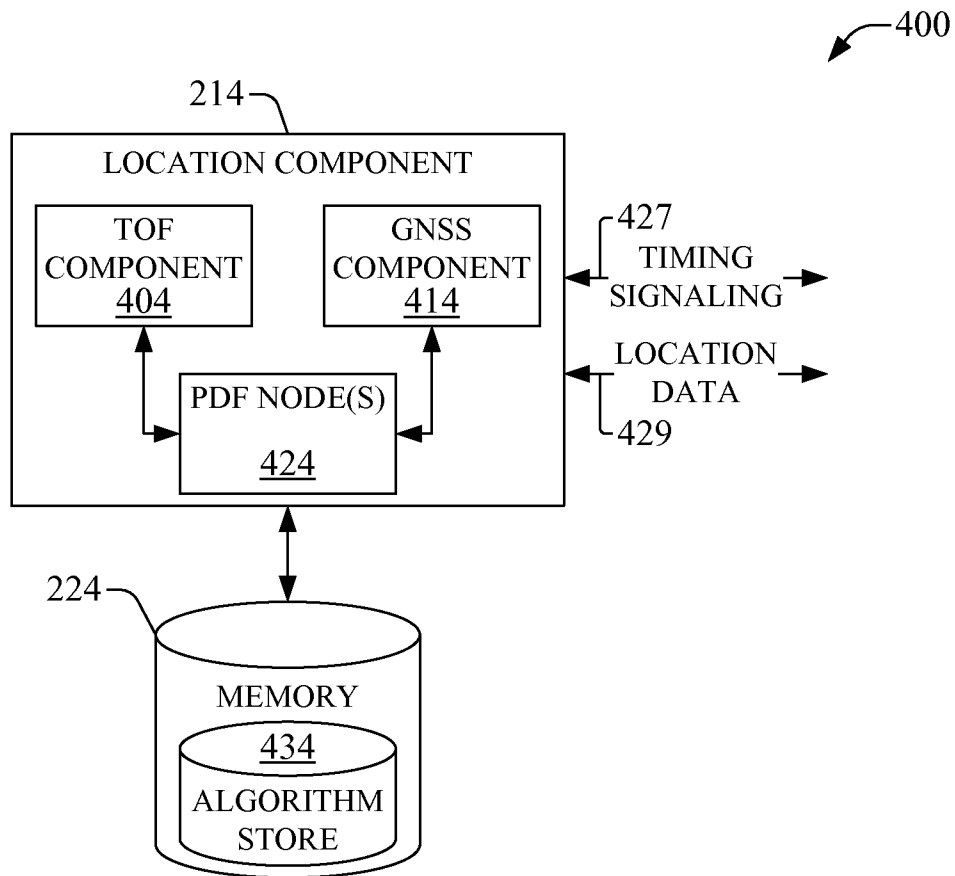 400
214
LOCATION COMPONENT
TOF
COMPONENT
404
GNSS
COMPONENT
414
427
TIMING
SIGNALING
PDF NODE(S)
424
LOCATION
DATA
429
224
MEMORY
434
ALGORITHM
STORE